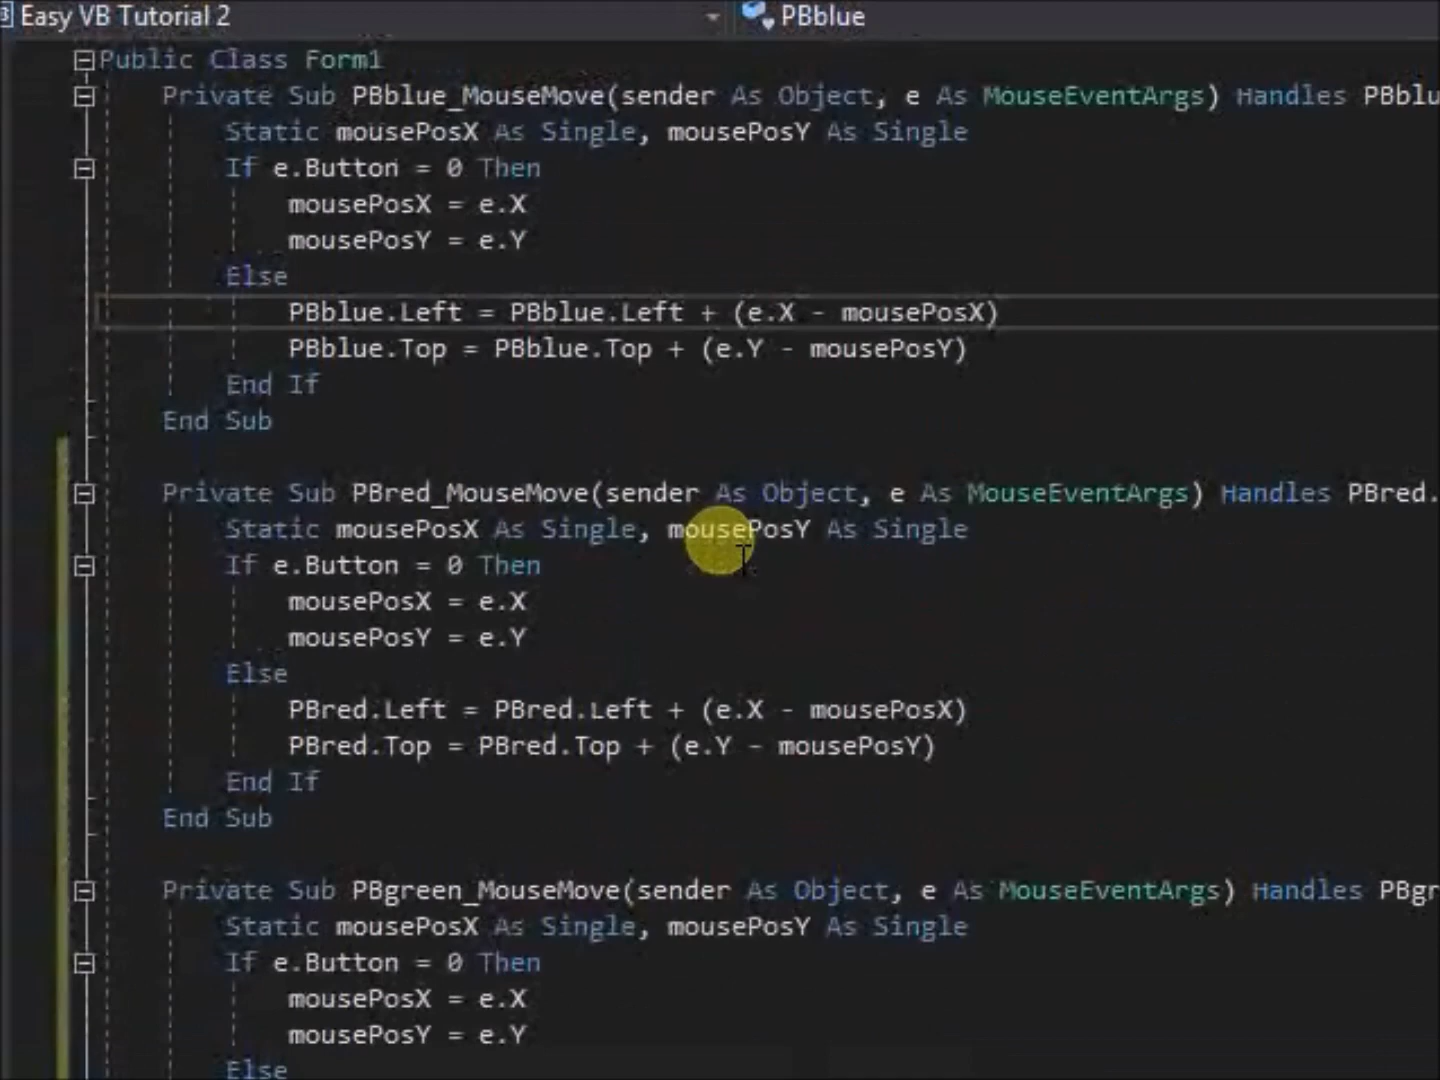 Easy VB Tutorial 2
PBblue
Public Class Form1
Private Sub PBblue_MouseMove(sender As Object, e As MouseEventArgs) Handles PBblu
Static mousePosX As Single, mousePosY As Single
If e.Button = 0 Then
mousePosX = e.X
mousePosY = e.Y
Else
PBblue.Left = PBblue.Left + (e.X - mousePosX)
PBblue.Top = PBblue.Top + (e.Y - mousePosY)
End If
End Sub
Private Sub PBred_MouseMove(sender As Object, e As MouseEventArgs) Handles PBred.
Static mousePosX As Single, mousePosY As Single
If e.Button = 0 Then
mousePosX = e.X
mousePosY = e.Y
Else
PBred.Left = PBred.Left + (e.X - mousePosX)
PBred.Top = PBred.Top + (e.Y - mousePosY)
End If
End Sub
Private Sub PBgreen_MouseMove(sender As Object, e As MouseEventArgs) Handles PBgr
Static mousePosX As Single, mousePosY As Single
If e.Button = 0 Then
mousePosX = e.X
mousePosY = e.Y
Else